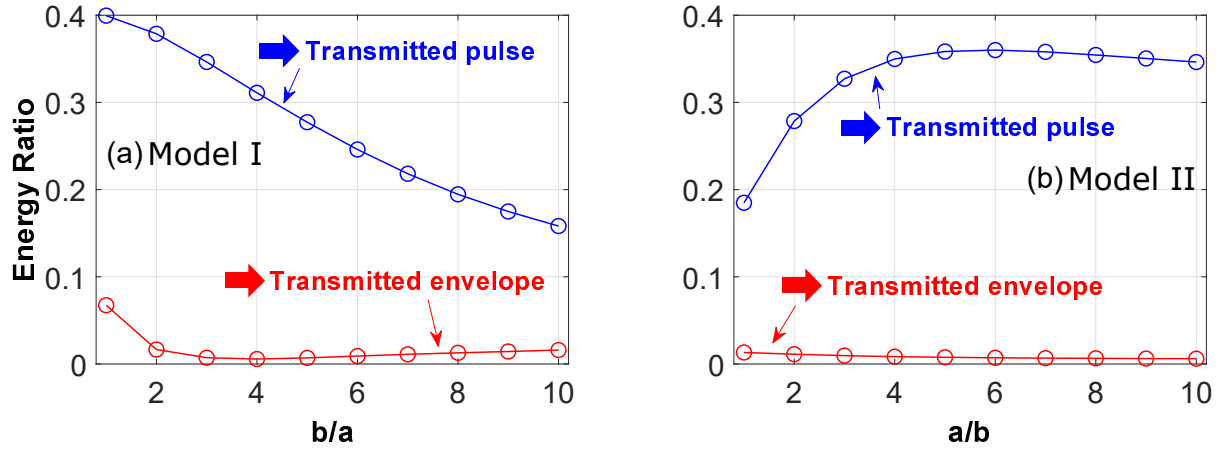 0.4
0.3
0.2
0.1
0
Energy Ratio
Transmitted pulse
(a) Model I
Transmitted envelope
2 4 6 8 10
b/a
0.4
0.3
0.2
0.1
0
Transmitted pulse
(b) Model II
Transmitted envelope
2 4 6 8 10
a/b